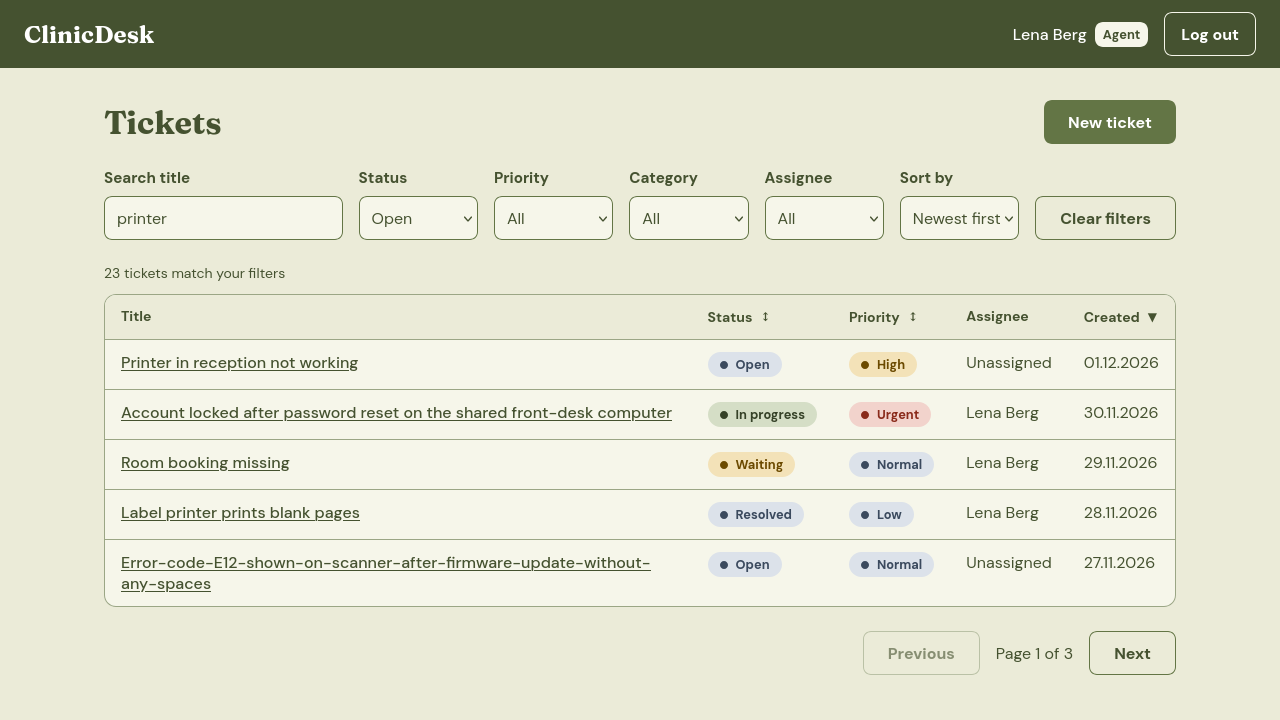 ClinicDesk
Lena Berg Agent Log out
Tickets
New ticket
Search title Status Priority Category Assignee Sort by
printer Open All All All Newest first Clear filters
23 tickets match your filters
Title Status ↕ Priority ↕ Assignee Created ▼
Printer in reception not working Open High Unassigned 01.12.2026
Account locked after password reset on the shared front-desk computer In progress Urgent Lena Berg 30.11.2026
Room booking missing Waiting Normal Lena Berg 29.11.2026
Label printer prints blank pages Resolved Low Lena Berg 28.11.2026
Error-code-E12-shown-on-scanner-after-firmware-update-without- Open Normal Unassigned 27.11.2026
any-spaces
Previous Page 1 of 3 Next